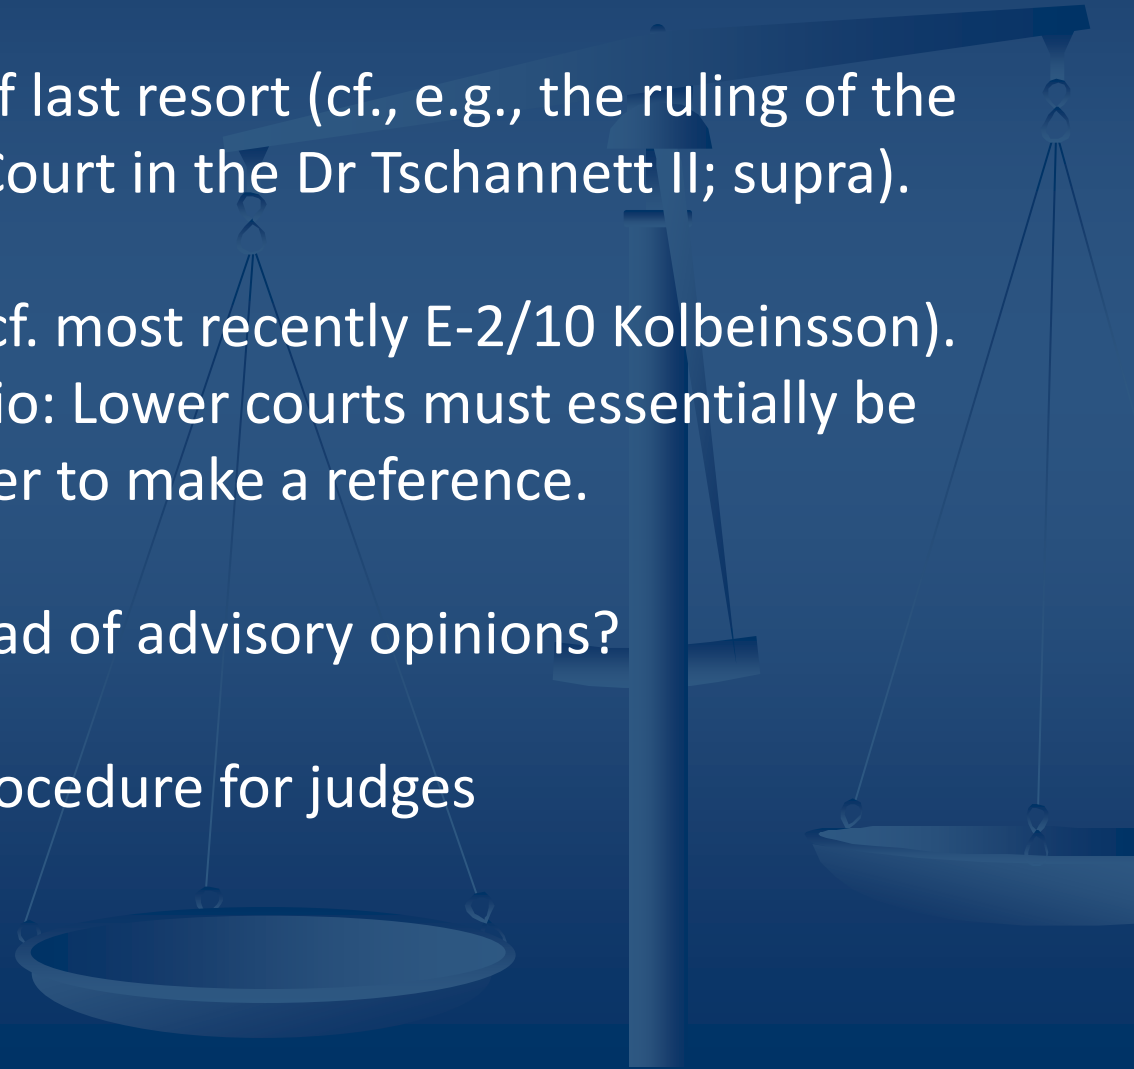 f last resort (cf., e.g., the ruling of the
Court in the Dr Tschannett II; supra).
cf. most recently E-2/10 Kolbeinsson).
io: Lower courts must essentially be
er to make a reference.
ad of advisory opinions?
ocedure for judges